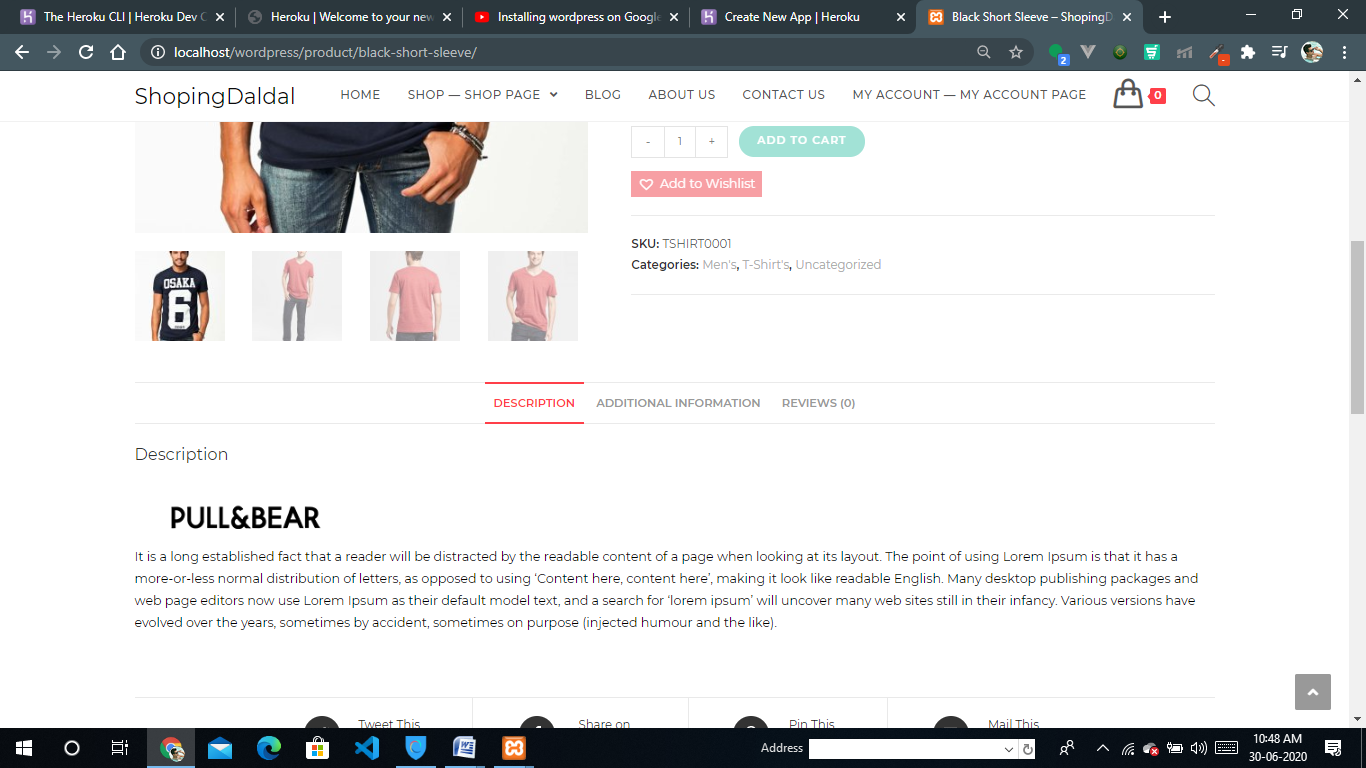 The Heroku CLI | Heroku Dev C
Heroku | Welcome to your new
Installing wordpress on Google
Create New App | Heroku
Black Short Sleeve – ShopingD
localhost/wordpress/product/black-short-sleeve/
2
-
ShopingDaldal
HOME
SHOP — SHOP PAGE
BLOG
ABOUT US
CONTACT US
MY ACCOUNT — MY ACCOUNT PAGE
0
- 1 +
ADD TO CART
Add to Wishlist
SKU: TSHIRT0001
Categories: Men's, T-Shirt's, Uncategorized
OSAKA
6
DESCRIPTION
ADDITIONAL INFORMATION
REVIEWS (0)
Description
PULL&BEAR
It is a long established fact that a reader will be distracted by the readable content of a page when looking at its layout. The point of using Lorem Ipsum is that it has a
more-or-less normal distribution of letters, as opposed to using ‘Content here, content here’, making it look like readable English. Many desktop publishing packages and
web page editors now use Lorem Ipsum as their default model text, and a search for ‘lorem ipsum’ will uncover many web sites still in their infancy. Various versions have
evolved over the years, sometimes by accident, sometimes on purpose (injected humour and the like).
Tweet This
Share on
Pin This
Mail This
Address
10:48 AM
30-06-2020